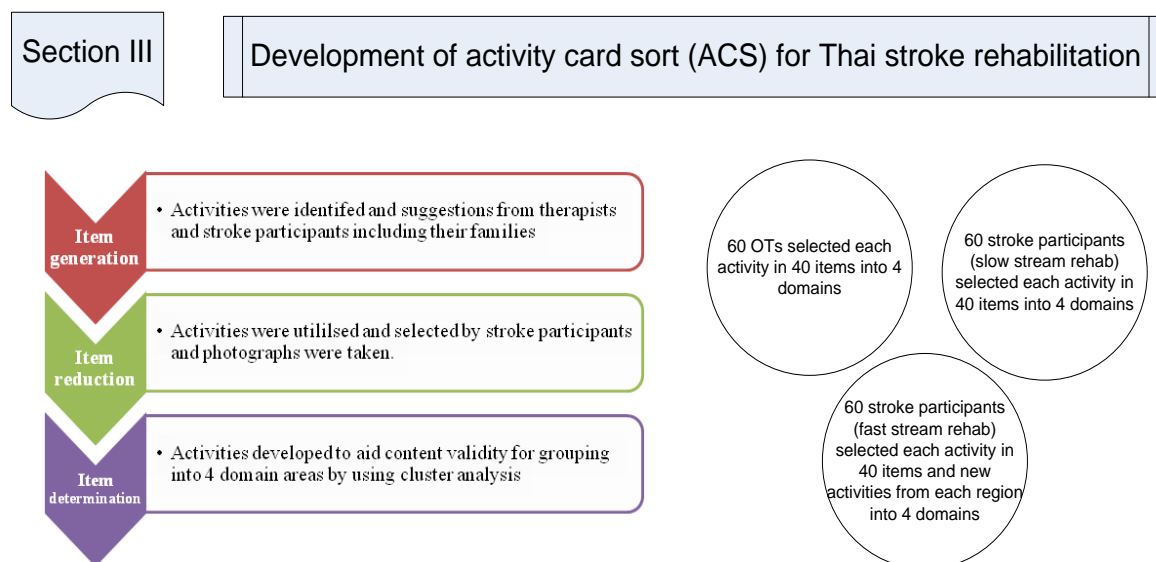 Section III
Development of activity card sort (ACS) for Thai stroke rehabilitation
Item
generation
• Activities were identifed and suggestions from therapists
and stroke participants including their families
Item
reduction
• Activities were utililsed and selected by stroke participants
and photographs were taken.
Item
determination
• Activities developed to aid content validity for grouping
into 4 domain areas by using cluster analysis
60 OTs selected each
activity in 40 items into 4
domains
60 stroke participants
(slow stream rehab)
selected each activity in
40 items into 4 domains
60 stroke participants
(fast stream rehab)
selected each activity in
40 items and new
activities from each region
into 4 domains